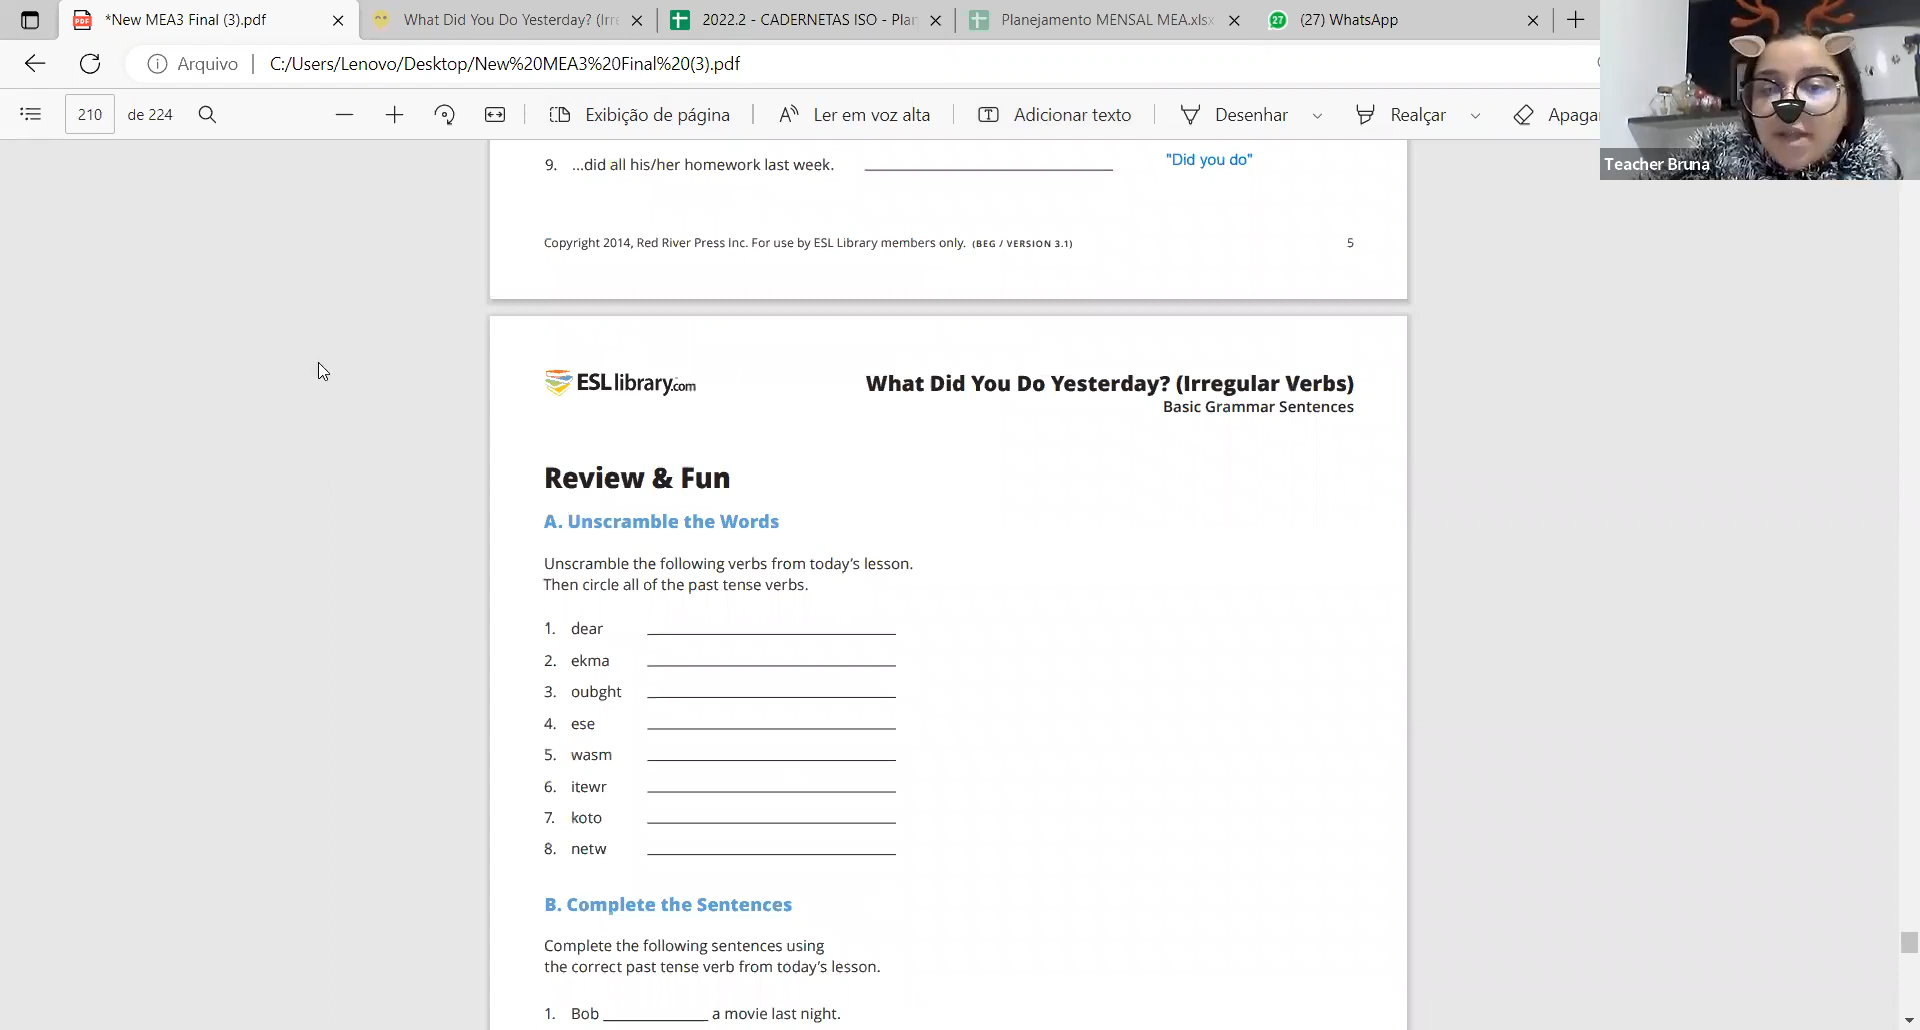 *New MEA3 Final (3).pdf
What Did You Do Yesterday? (Irre
2022.2 - CADERNETAS ISO - Plan
Planejamento MENSAL MEA.xlsx
27
(27) WhatsApp
Arquivo
C:/Users/Lenovo/Desktop/New%20MEA3%20Final%20(3).pdf
210 de 224
Exibição de página
Ler em voz alta
Adicionar texto
Desenhar
Realçar
Apagar
Teacher Bruna
9. ...did all his/her homework last week. "Did you do"
Copyright 2014, Red River Press Inc. For use by ESL Library members only. (BEG / VERSION 3.1) 5
ESLlibrary.com
What Did You Do Yesterday? (Irregular Verbs)
Basic Grammar Sentences
Review & Fun
A. Unscramble the Words
Unscramble the following verbs from today's lesson.
Then circle all of the past tense verbs.
1. dear
2. ekma
3. oubght
4. ese
5. wasm
6. itewr
7. koto
8. netw
B. Complete the Sentences
Complete the following sentences using
the correct past tense verb from today's lesson.
1. Bob ____________ a movie last night.